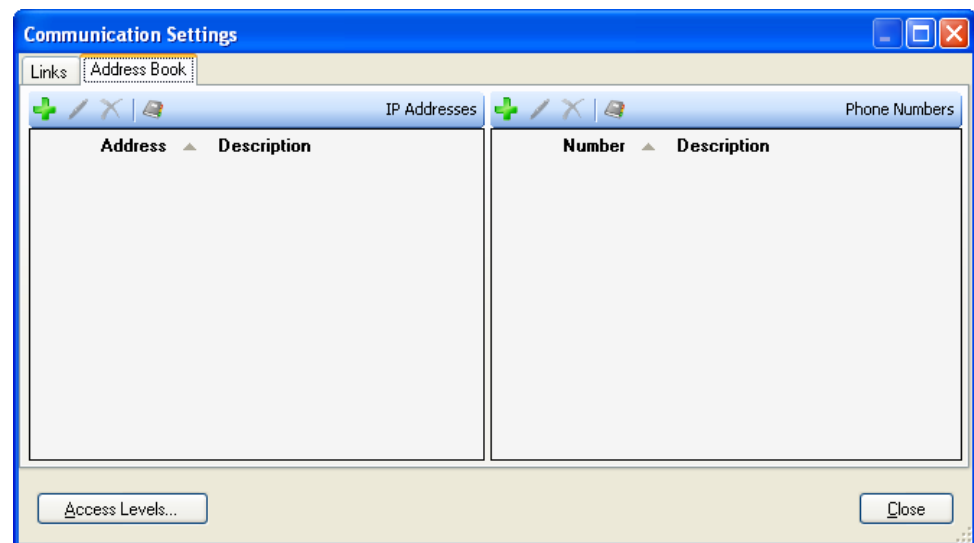 Communication Settings
Links Address Book
IP Addresses Phone Numbers
Address Description Number Description
Access Levels... Close